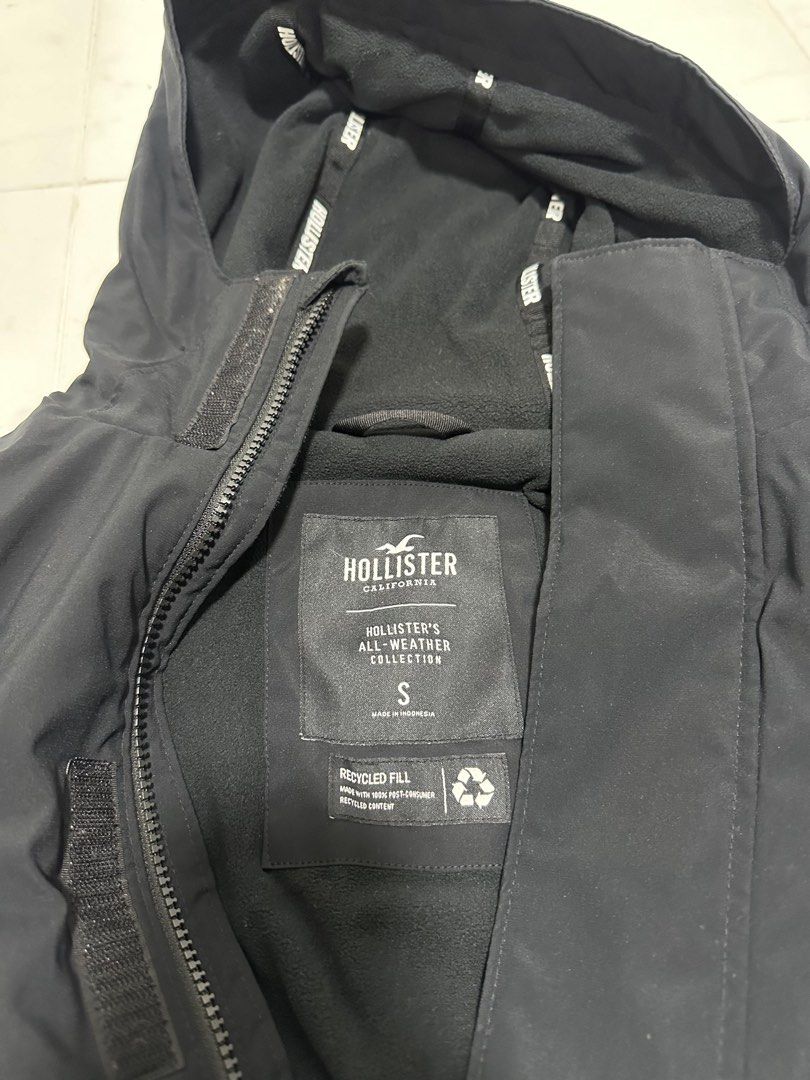 HOLLISTER
HOLLISTER
HOLLISTER
CALIFORNIA
HOLLISTER'S
ALL-WEATHER
COLLECTION
S
MADE IN INDONESIA
RECYCLED FILL
MADE WITH 100% POST-CONSUMER
RECYCLED CONTENT